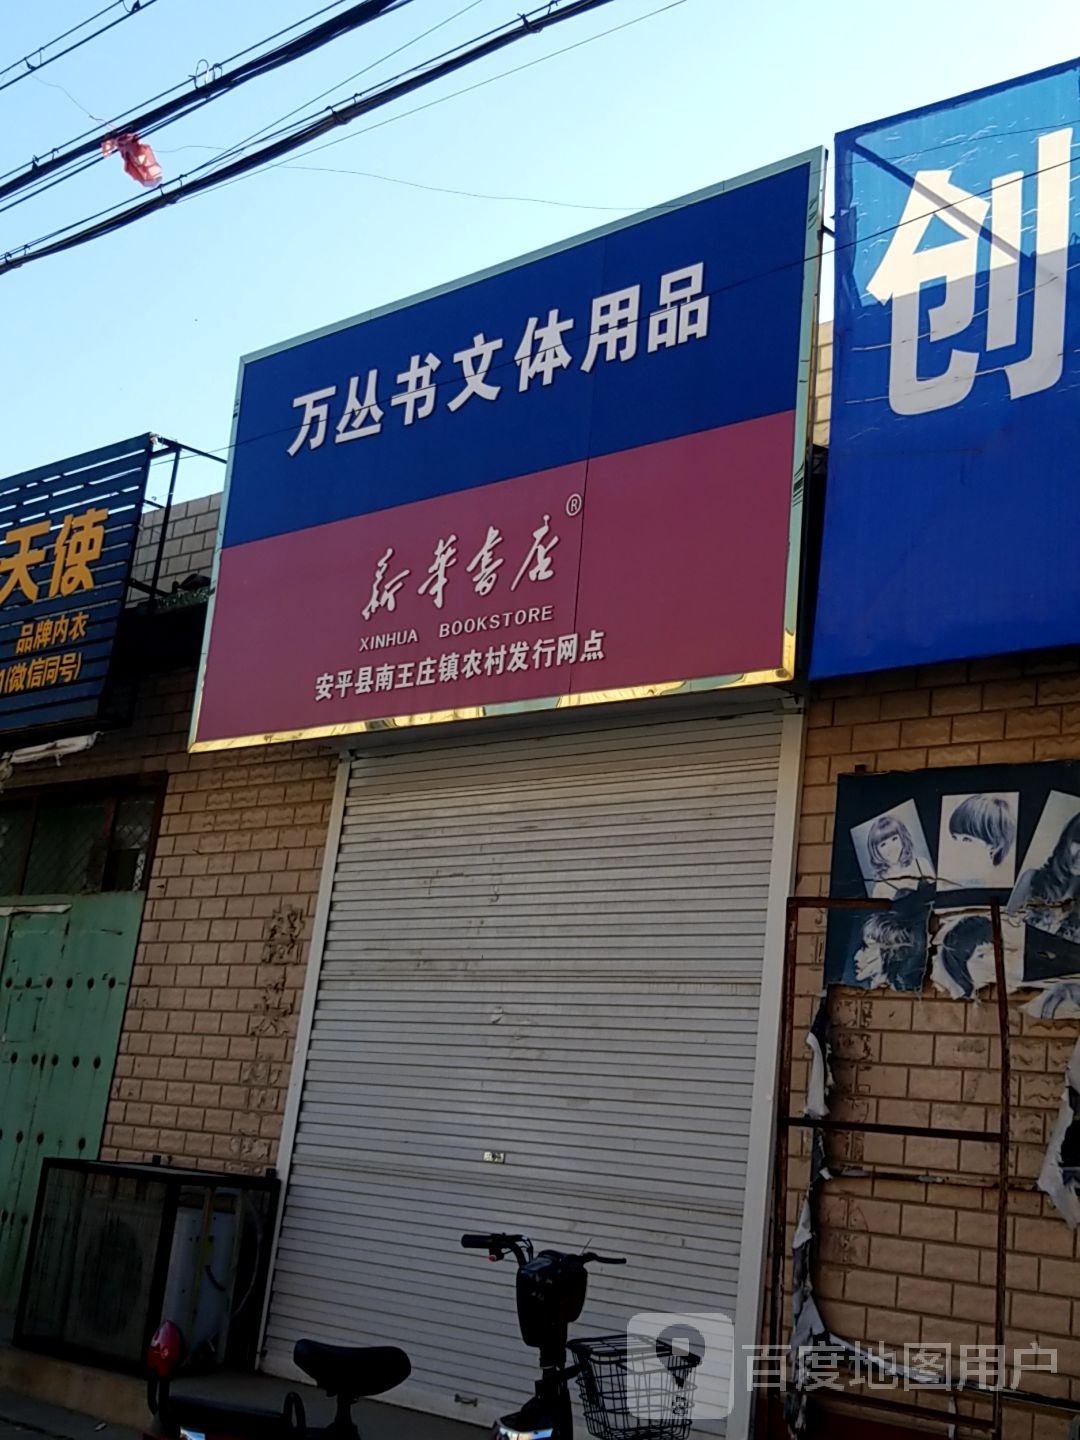 万丛书文体用品
新华书店®
XINHUA BOOKSTORE
安平县南王庄镇农村发行网点
天使
品牌内衣
1(微信同号)
创
百度地图用户